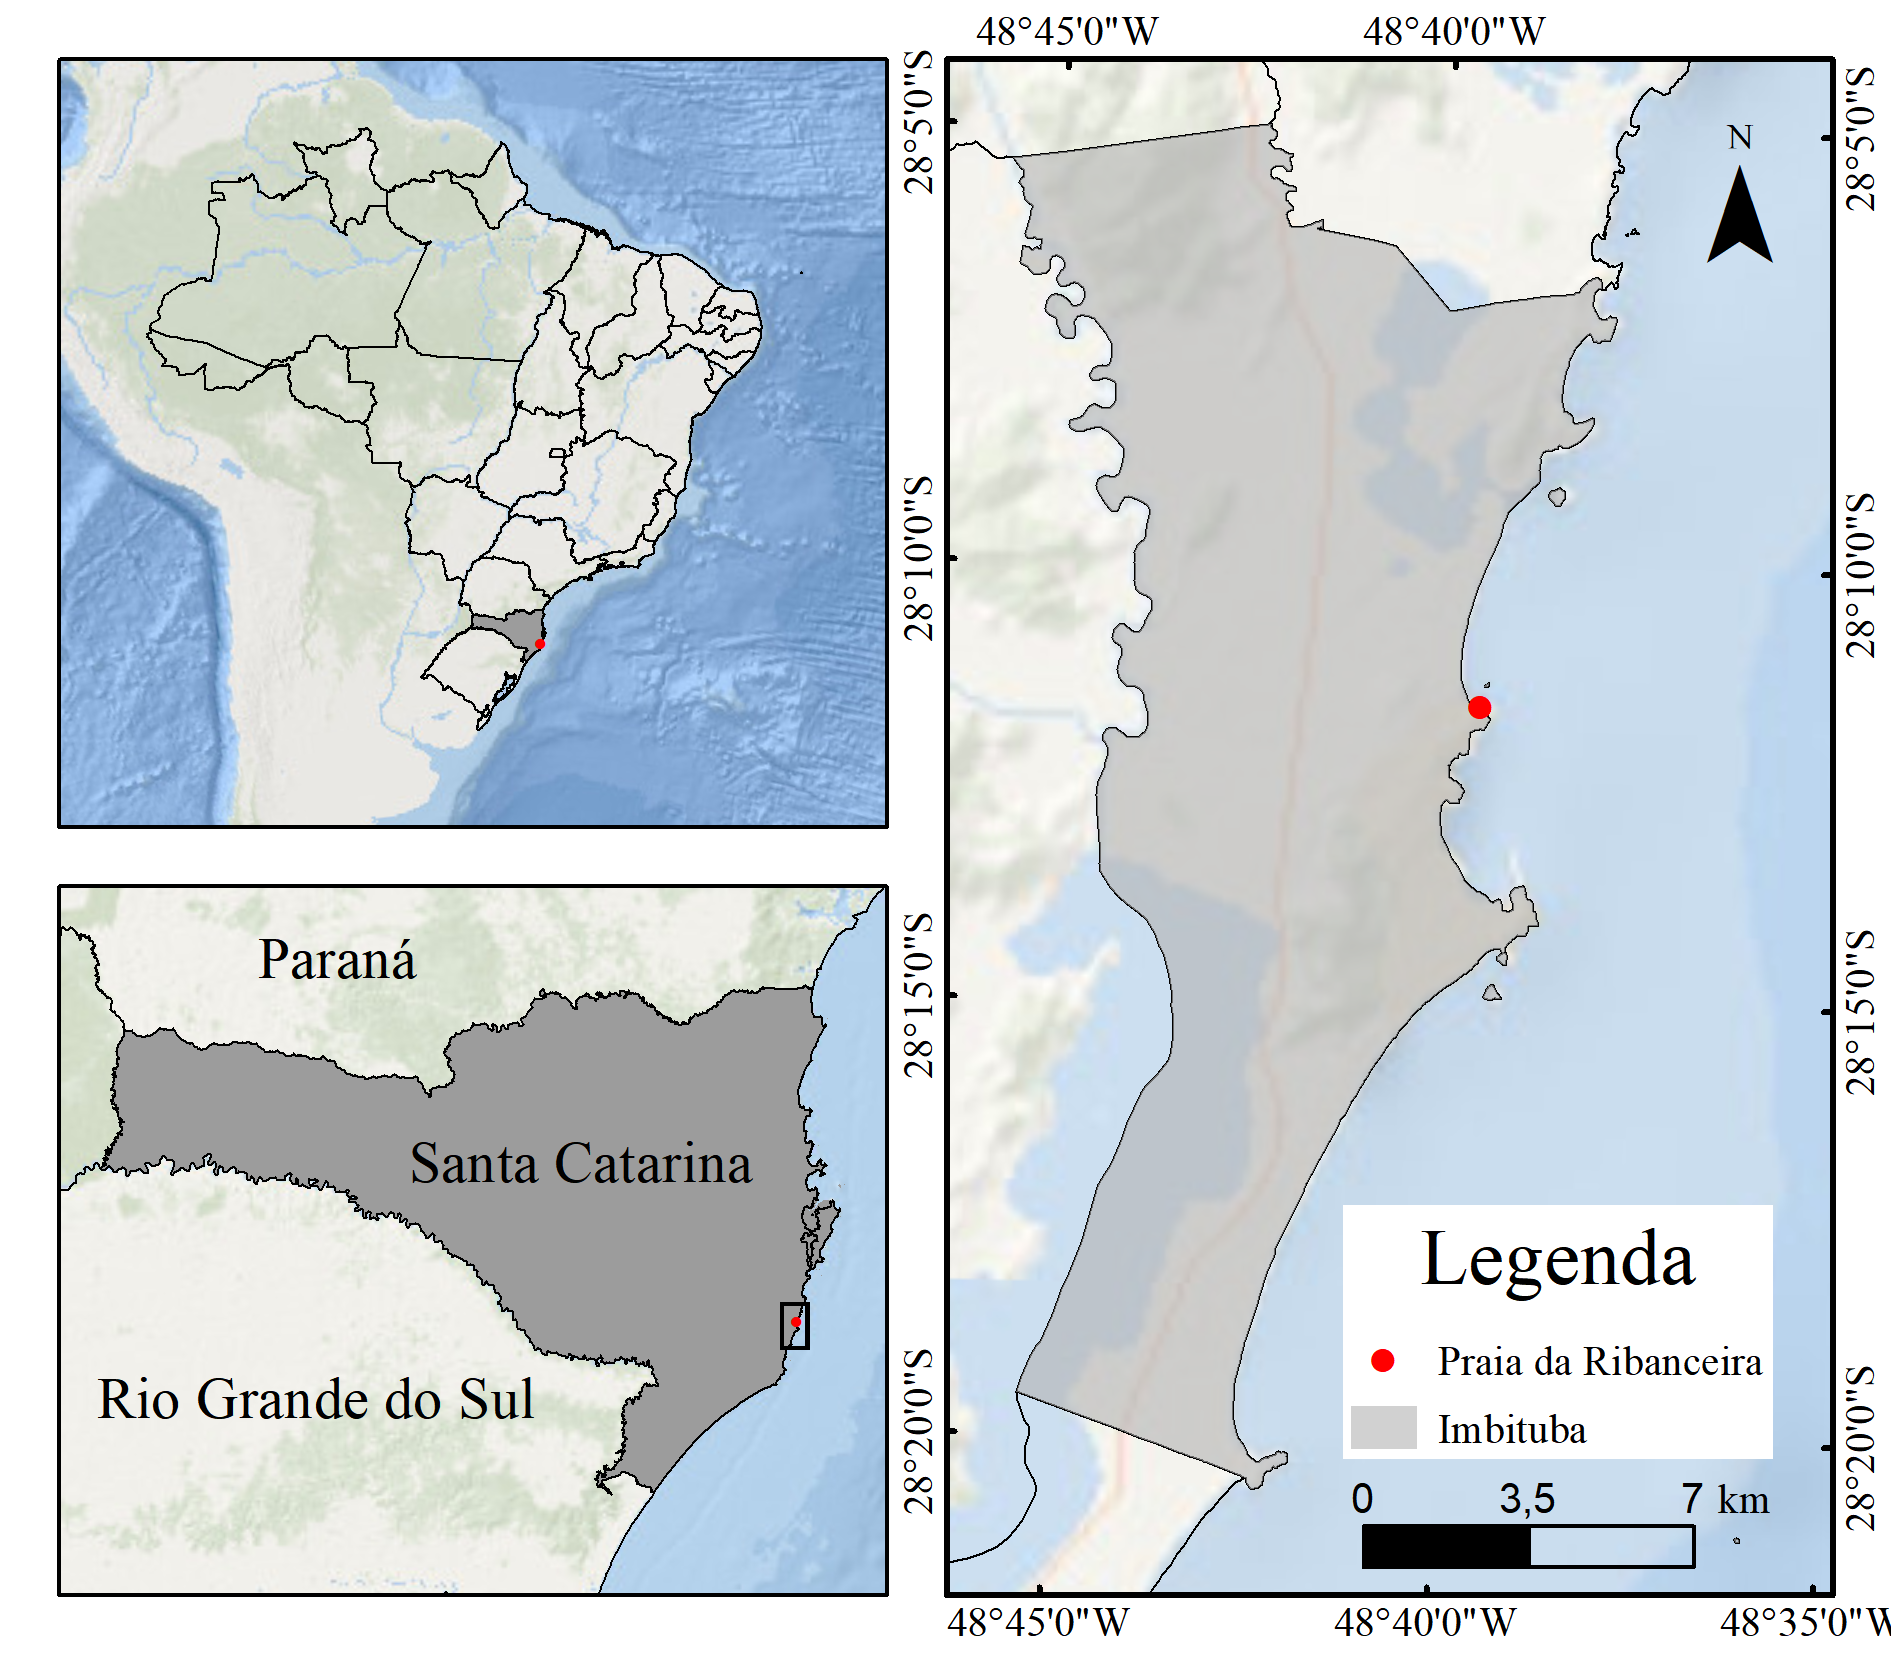 48°45'0"W
48°40'0"W
28°5'0"S
28°5'0"S
N
28°10'0"S
28°10'0"S
Paraná
28°15'0"S
28°15'0"S
Santa Catarina
Legenda
Praia da Ribanceira
Rio Grande do Sul
Imbituba
28°20'0"S
28°20'0"S
0 3,5 7 km
48°45'0"W
48°40'0"W
48°35'0"W